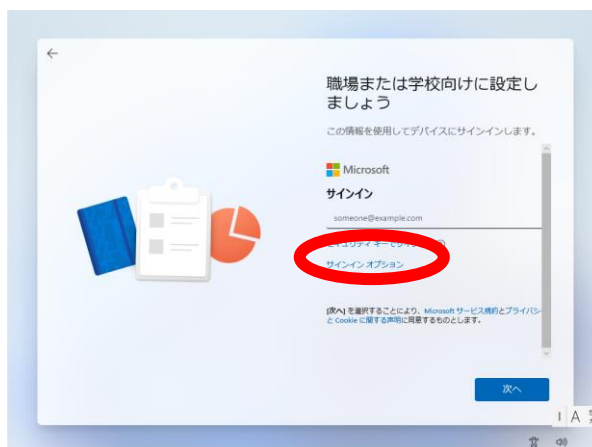 職場または学校向けに設定し
ましょう
この情報を使用してデバイスにサインインします。
Microsoft
サインイン
someone@example.com
サインイン オプション
[次へ] を選択することにより、Microsoft サービス規約とプライバシー
と Cookie に関する声明に同意するものとします。
次へ
A